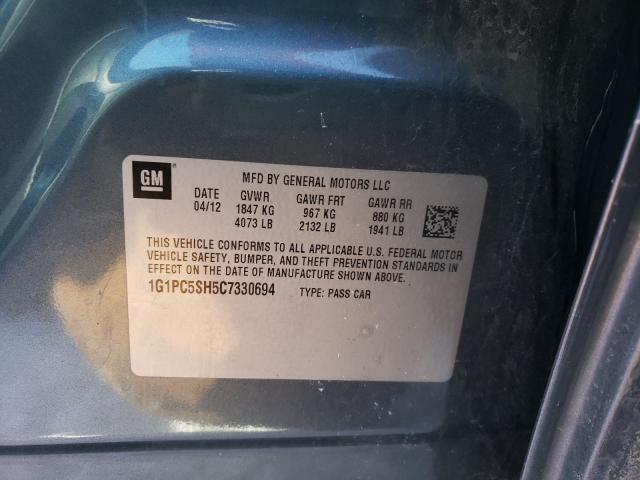 GM
MFD BY GENERAL MOTORS LLC
DATE GVWR GAWR FRT GAWR RR
04/12 1847 KG 967 KG 880 KG
4073 LB 2132 LB 1941 LB
THIS VEHICLE CONFORMS TO ALL APPLICABLE U.S. FEDERAL MOTOR
VEHICLE SAFETY, BUMPER, AND THEFT PREVENTION STANDARDS IN
EFFECT ON THE DATE OF MANUFACTURE SHOWN ABOVE.
1G1PC5SH5C7330694 TYPE: PASS CAR